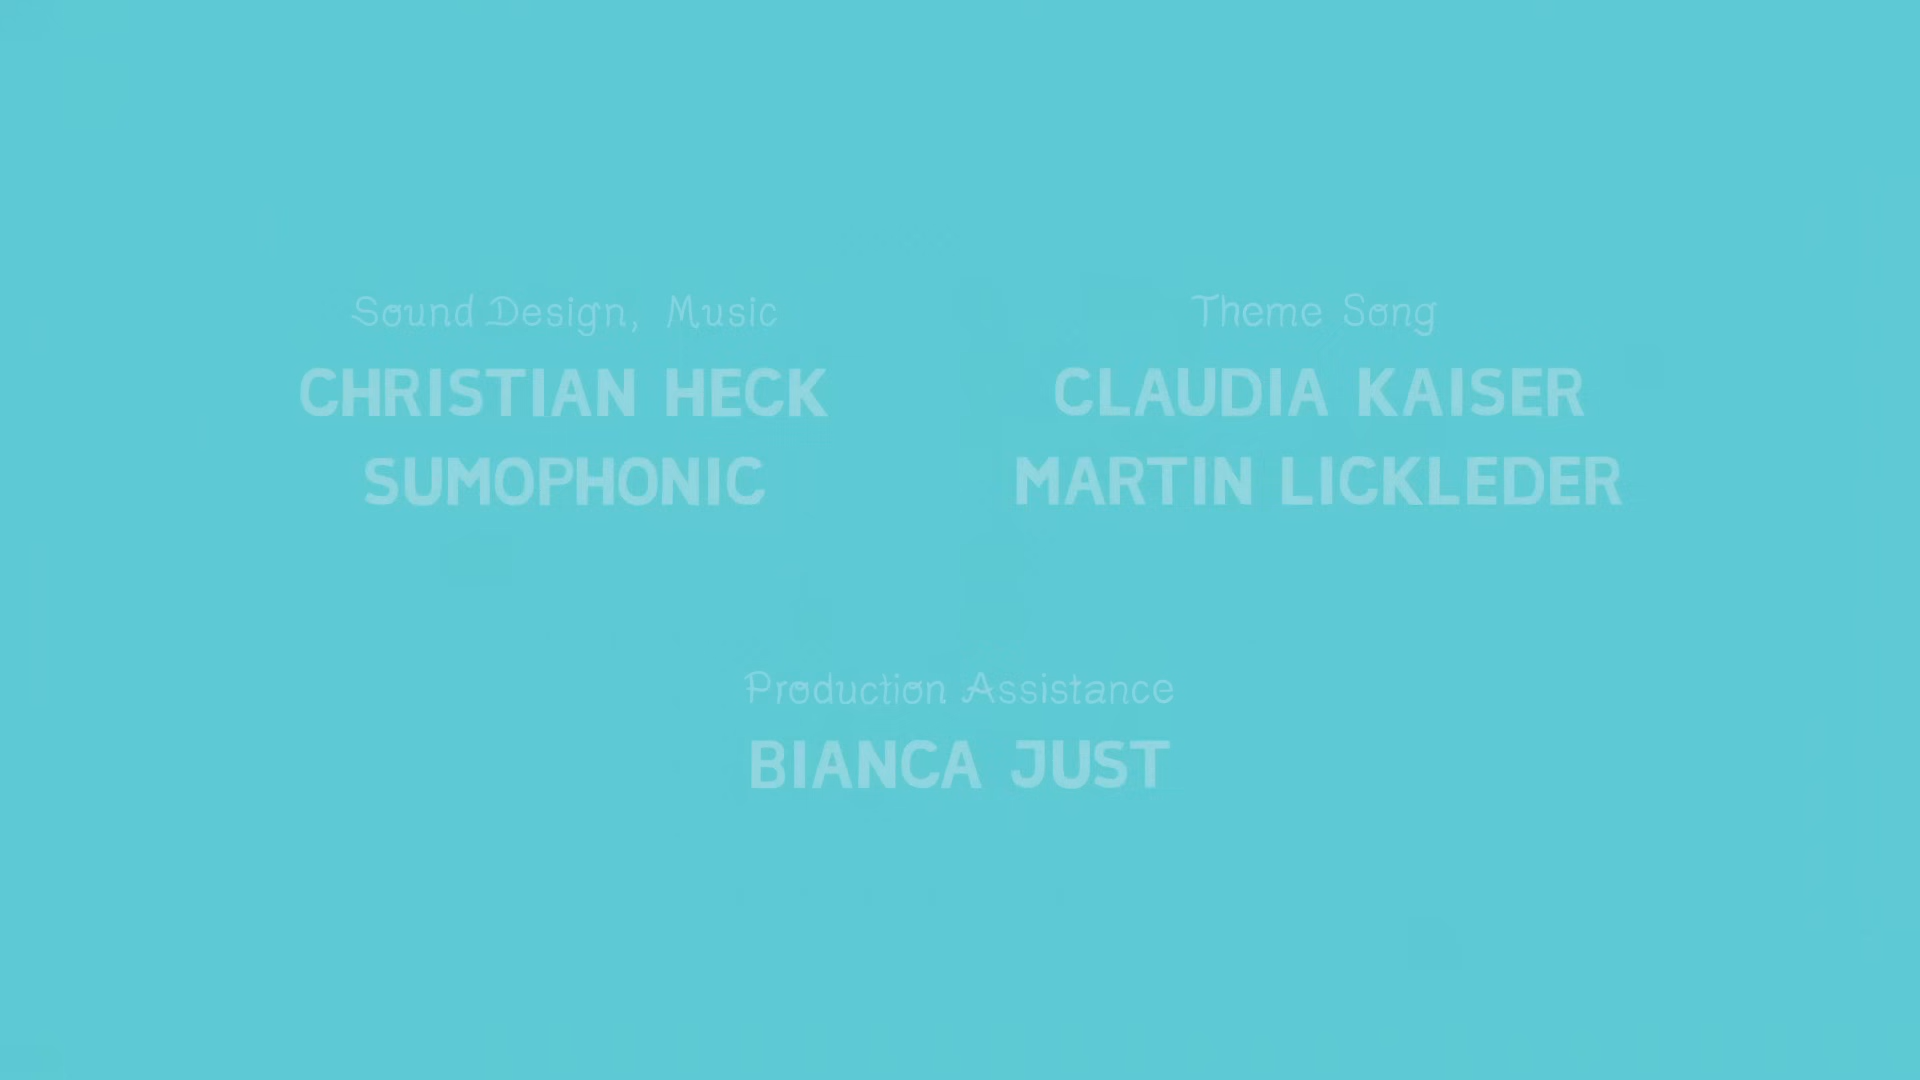 Sound Design, Music
CHRISTIAN HECK
SUMOPHONIC
Theme Song
CLAUDIA KAISER
MARTIN LICKLEDER
Production Assistance
BIANCA JUST